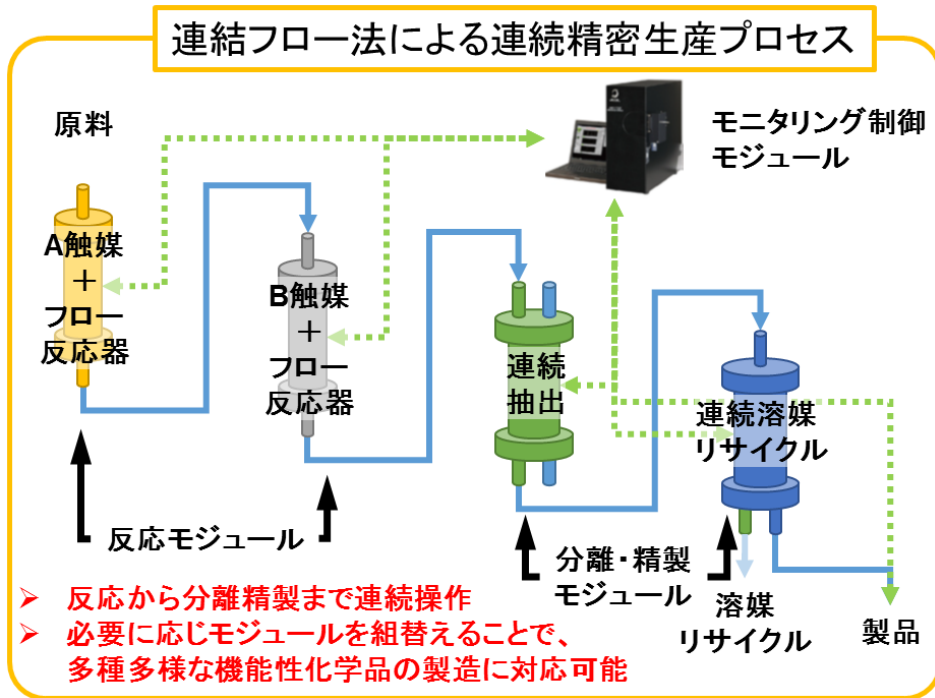 連結フロー法による連続精密生産プロセス
原料
モニタリング制御
モジュール
A触媒
＋
フロー
反応器
B触媒
＋
フロー
反応器
連続
抽出
連続溶媒
リサイクル
反応モジュール
分離・精製
モジュール
溶媒
リサイクル
製品
➢ 反応から分離精製まで連続操作
➢ 必要に応じモジュールを組替えることで、
多種多様な機能性化学品の製造に対応可能